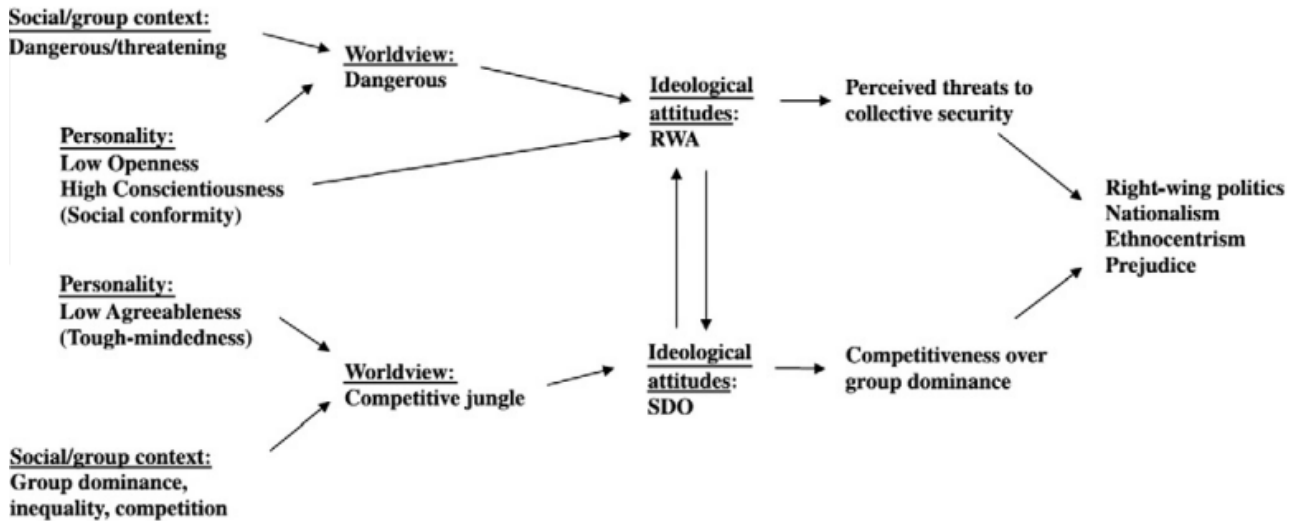 Social/group context:
Dangerous/threatening
Worldview:
Dangerous
Personality:
Low Openness
High Conscientiousness
(Social conformity)
Ideological
attitudes:
RWA
Perceived threats to
collective security
Right-wing politics
Nationalism
Ethnocentrism
Prejudice
Personality:
Low Agreeableness
(Tough-mindedness)
Worldview:
Competitive jungle
Ideological
attitudes:
SDO
Competitiveness over
group dominance
Social/group context:
Group dominance,
inequality, competition